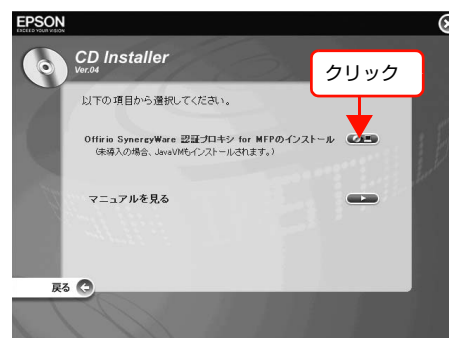 EPSON
EXCEED YOUR VISION
CD Installer
Ver.04
クリック
以下の項目から選択してください。
Offirio SynergyWare 認証プロキシ for MFPのインストール
(未導入の場合、JavaVMもインストールされます。)
マニュアルを見る
戻る